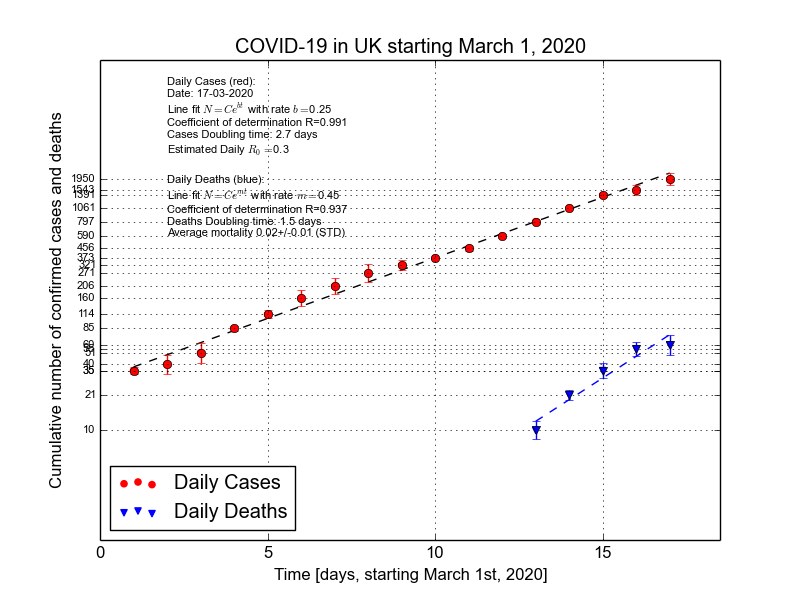 COVID-19 in UK starting March 1, 2020
Daily Cases (red):
Date: 17-03-2020
Line fit N=Ce^{bt} with rate b=0.25
Coefficient of determination R=0.991
Cases Doubling time: 2.7 days
Estimated Daily R_0=0.3
Daily Deaths (blue):
Line fit N=Ce^{mt} with rate m=0.45
Coefficient of determination R=0.937
Deaths Doubling time: 1.5 days
Average mortality 0.02+/-0.01 (STD)
Cumulative number of confirmed cases and deaths
1950
1543
1391
1061
797
590
456
373
321
271
206
160
114
85
51
40
35
21
10
Daily Cases
Daily Deaths
0 5 10 15
Time [days, starting March 1st, 2020]